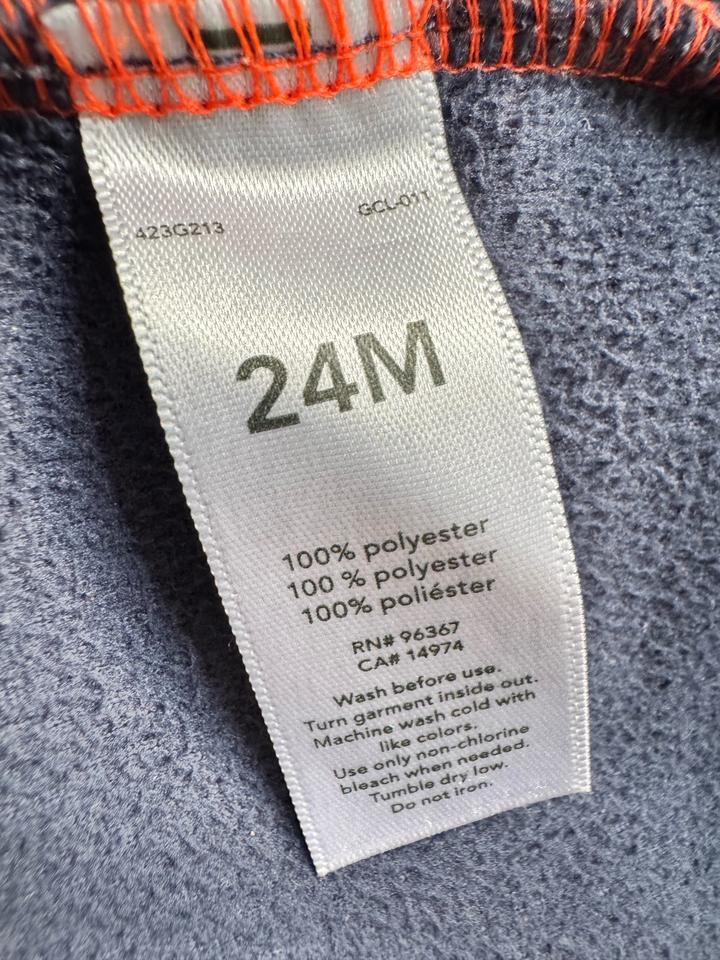 423G213
GCL-011
24M
100% polyester
100 % polyester
100% poliéster
RN# 96367
CA# 14974
Wash before use.
Turn garment inside out.
Machine wash cold with
like colors.
Use only non-chlorine
bleach when needed.
Tumble dry low.
Do not iron.